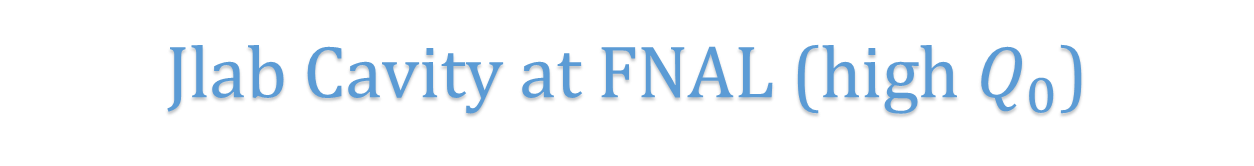 Jlab Cavity at FNAL (high Q₀)